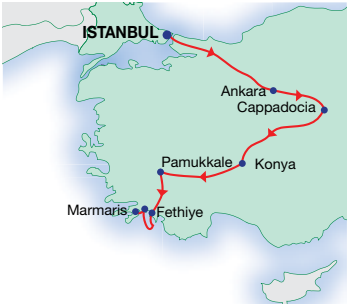 ISTANBUL
Ankara
Cappadocia
Pamukkale
Konya
Marmaris
Fethiye